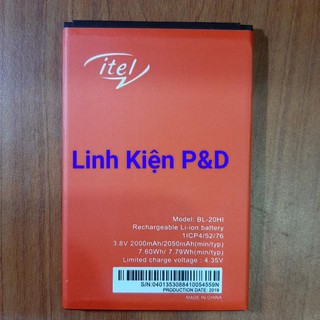 itel
Linh Kiện P&D
Model: BL-20HI
Rechargeable Li-ion battery
1ICP4/52/76
3.8V 2000mAh/2050mAh(min/typ)
7.60Wh/ 7.79Wh(min/typ)
Limited charge voltage : 4.35V
S/N:0401353088410054559N
PRODUCTION DATE: 2019
MADE IN CHINA